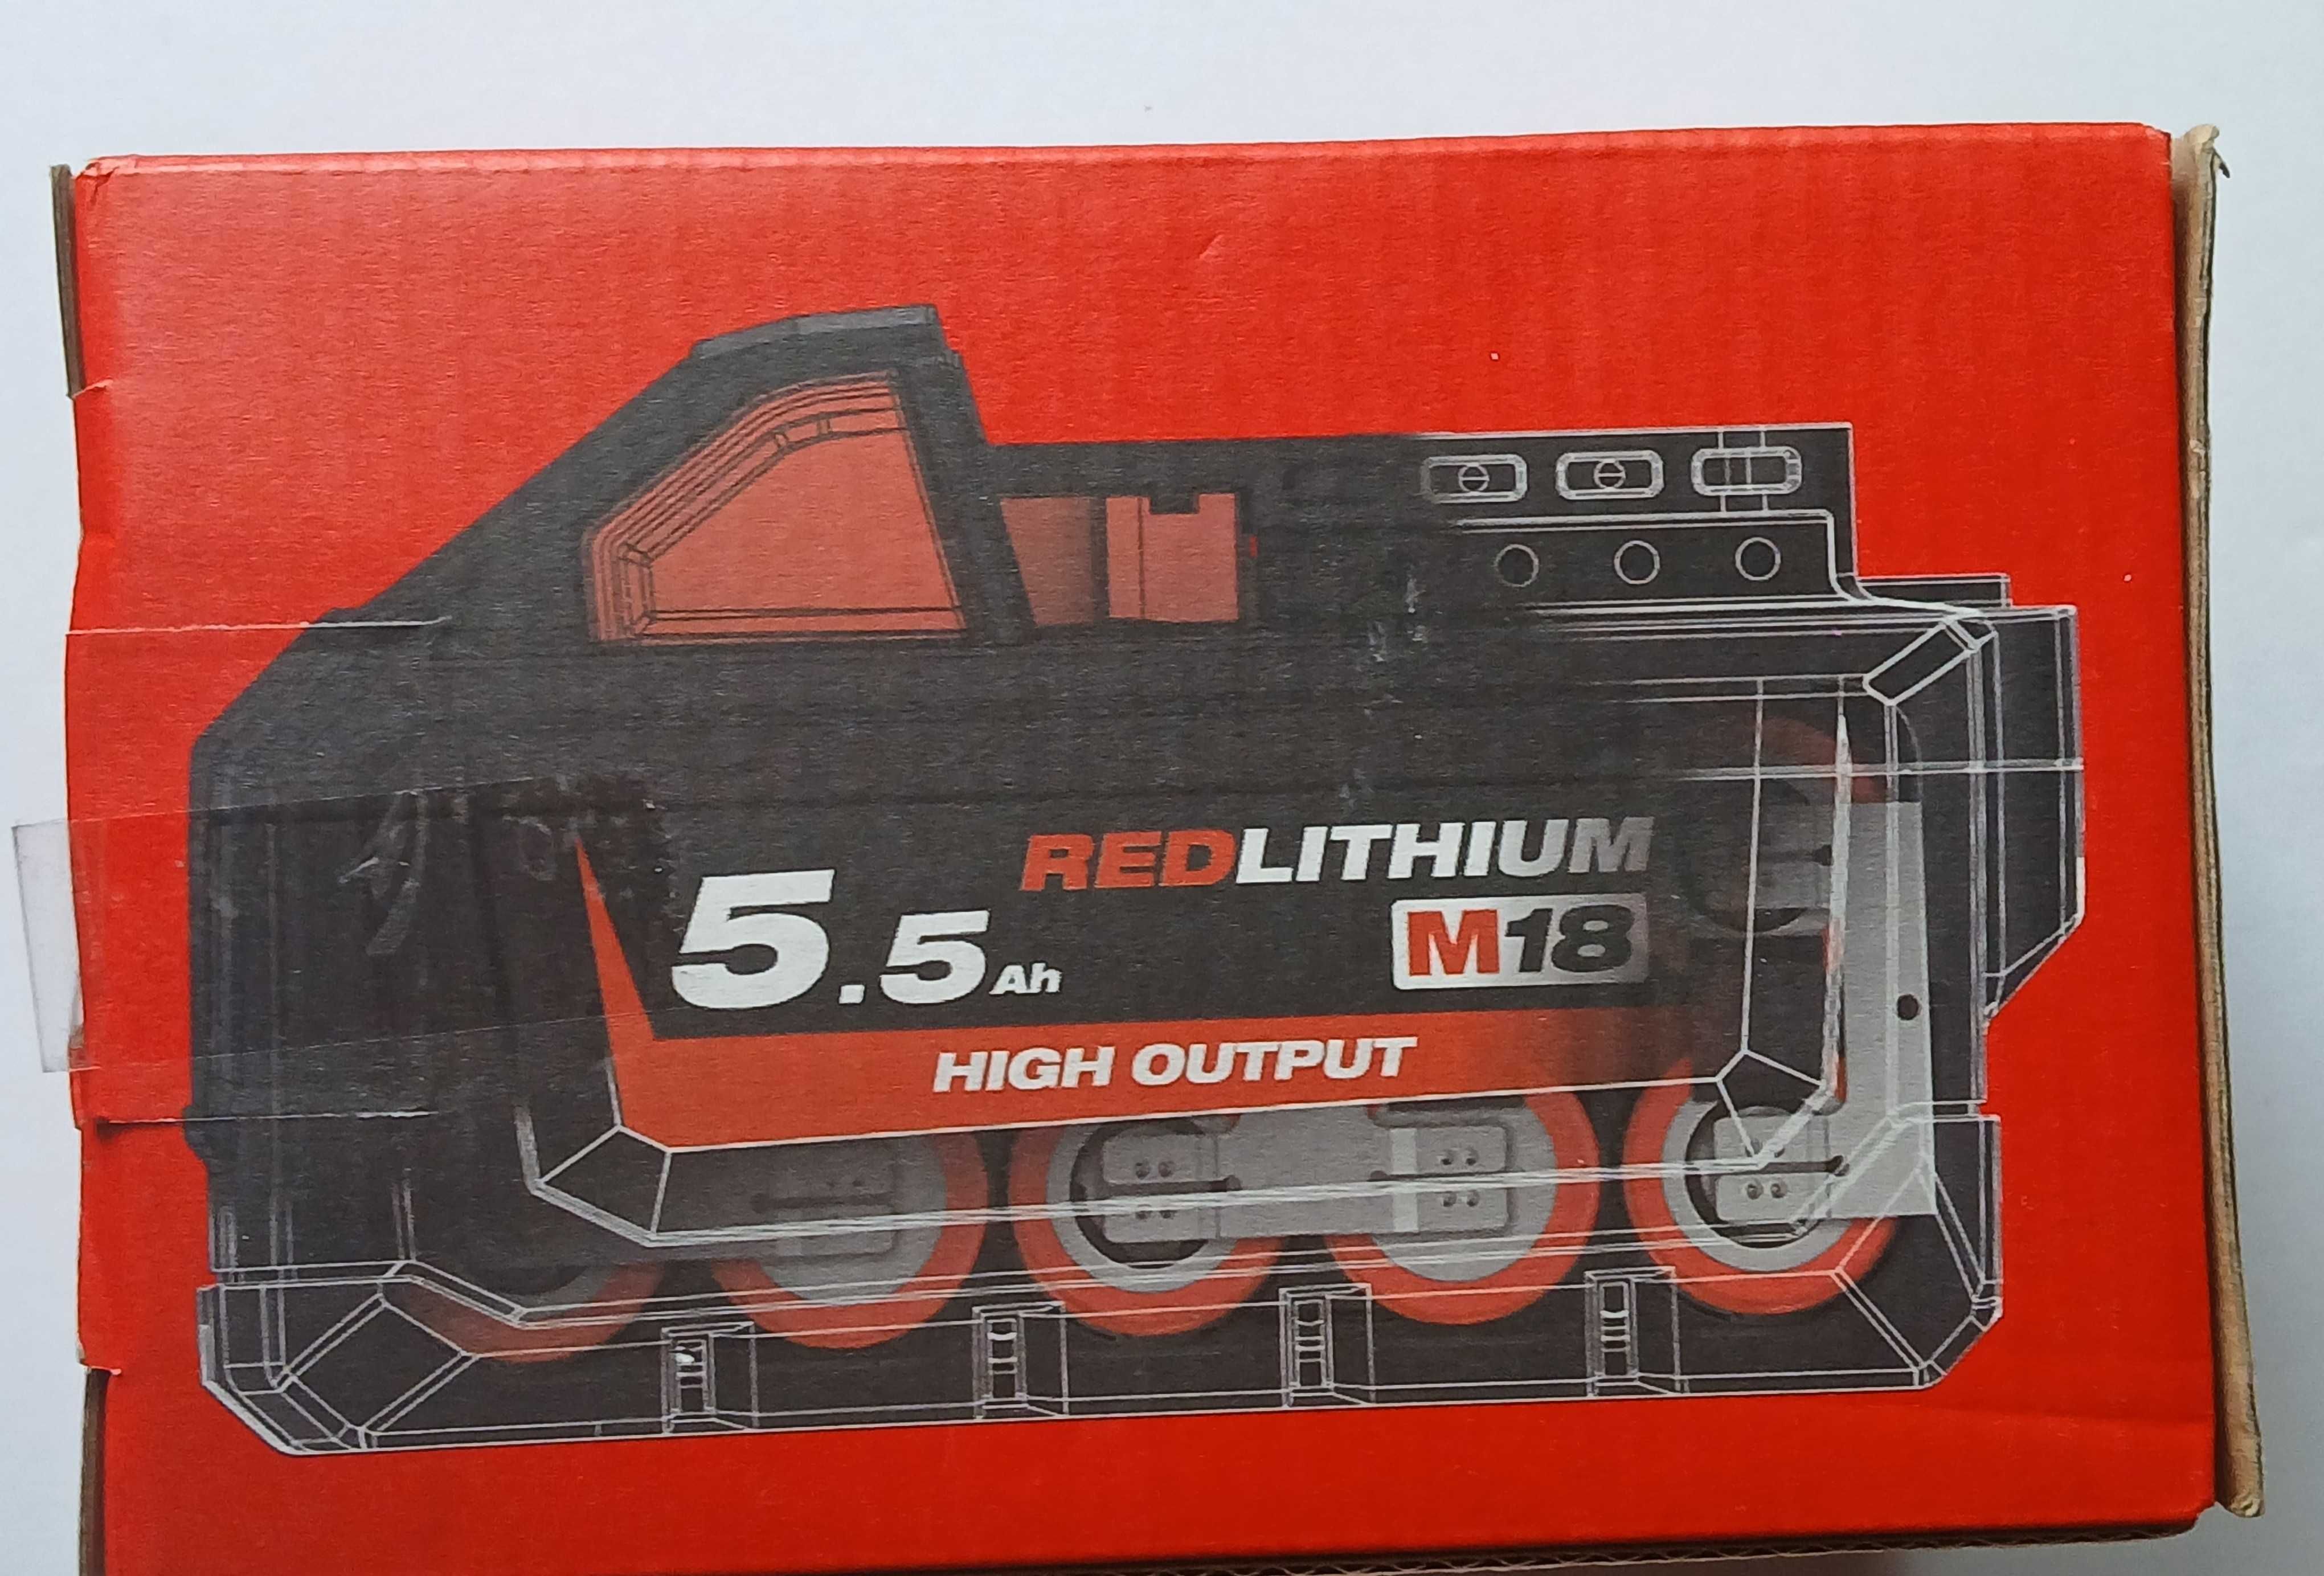 REDLITHIUM
5.5Ah
M18
HIGH OUTPUT